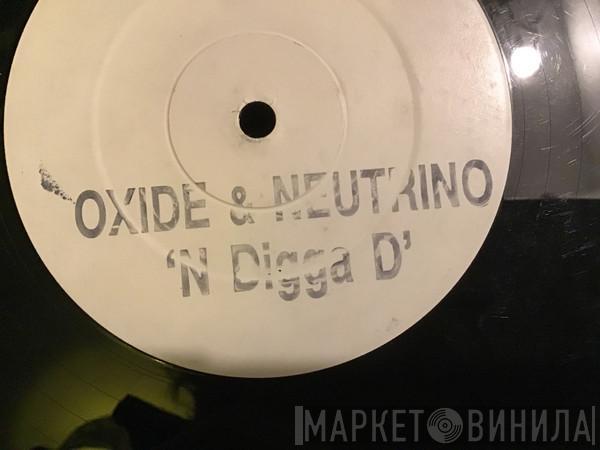 OXIDE & NEUTRINO
'N Digga D'
МАРКЕТ ВИНИЛА